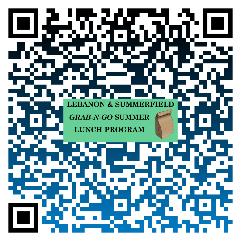 LEBANON & SUMMERFIELD
GRAB-N-GO SUMMER
LUNCH PROGRAM